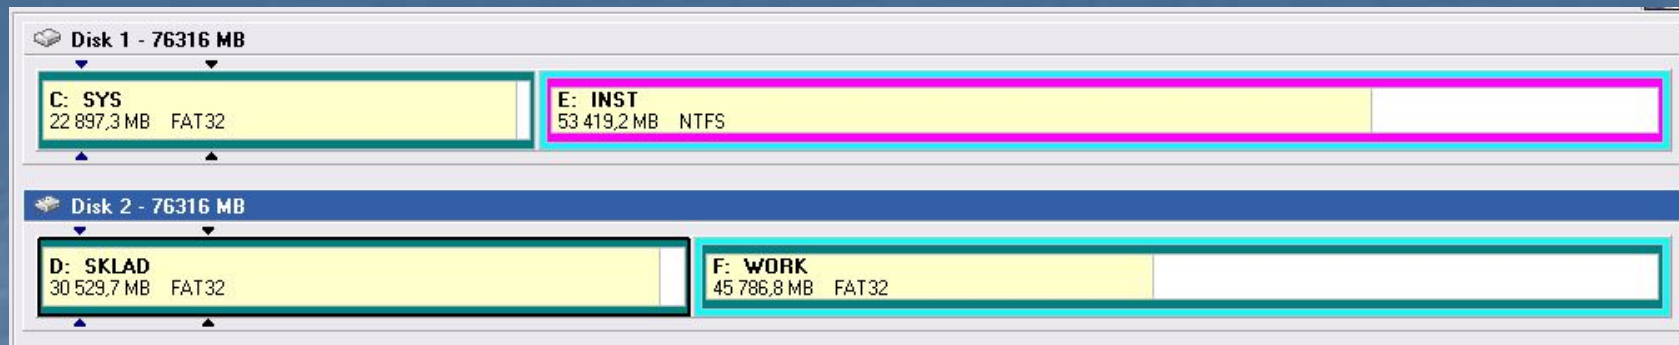 Disk 1 - 76316 MB
C: SYS
22 897,3 MB FAT32
E: INST
53 419,2 MB NTFS
Disk 2 - 76316 MB
D: SKLAD
30 529,7 MB FAT32
F: WORK
45 786,8 MB FAT32